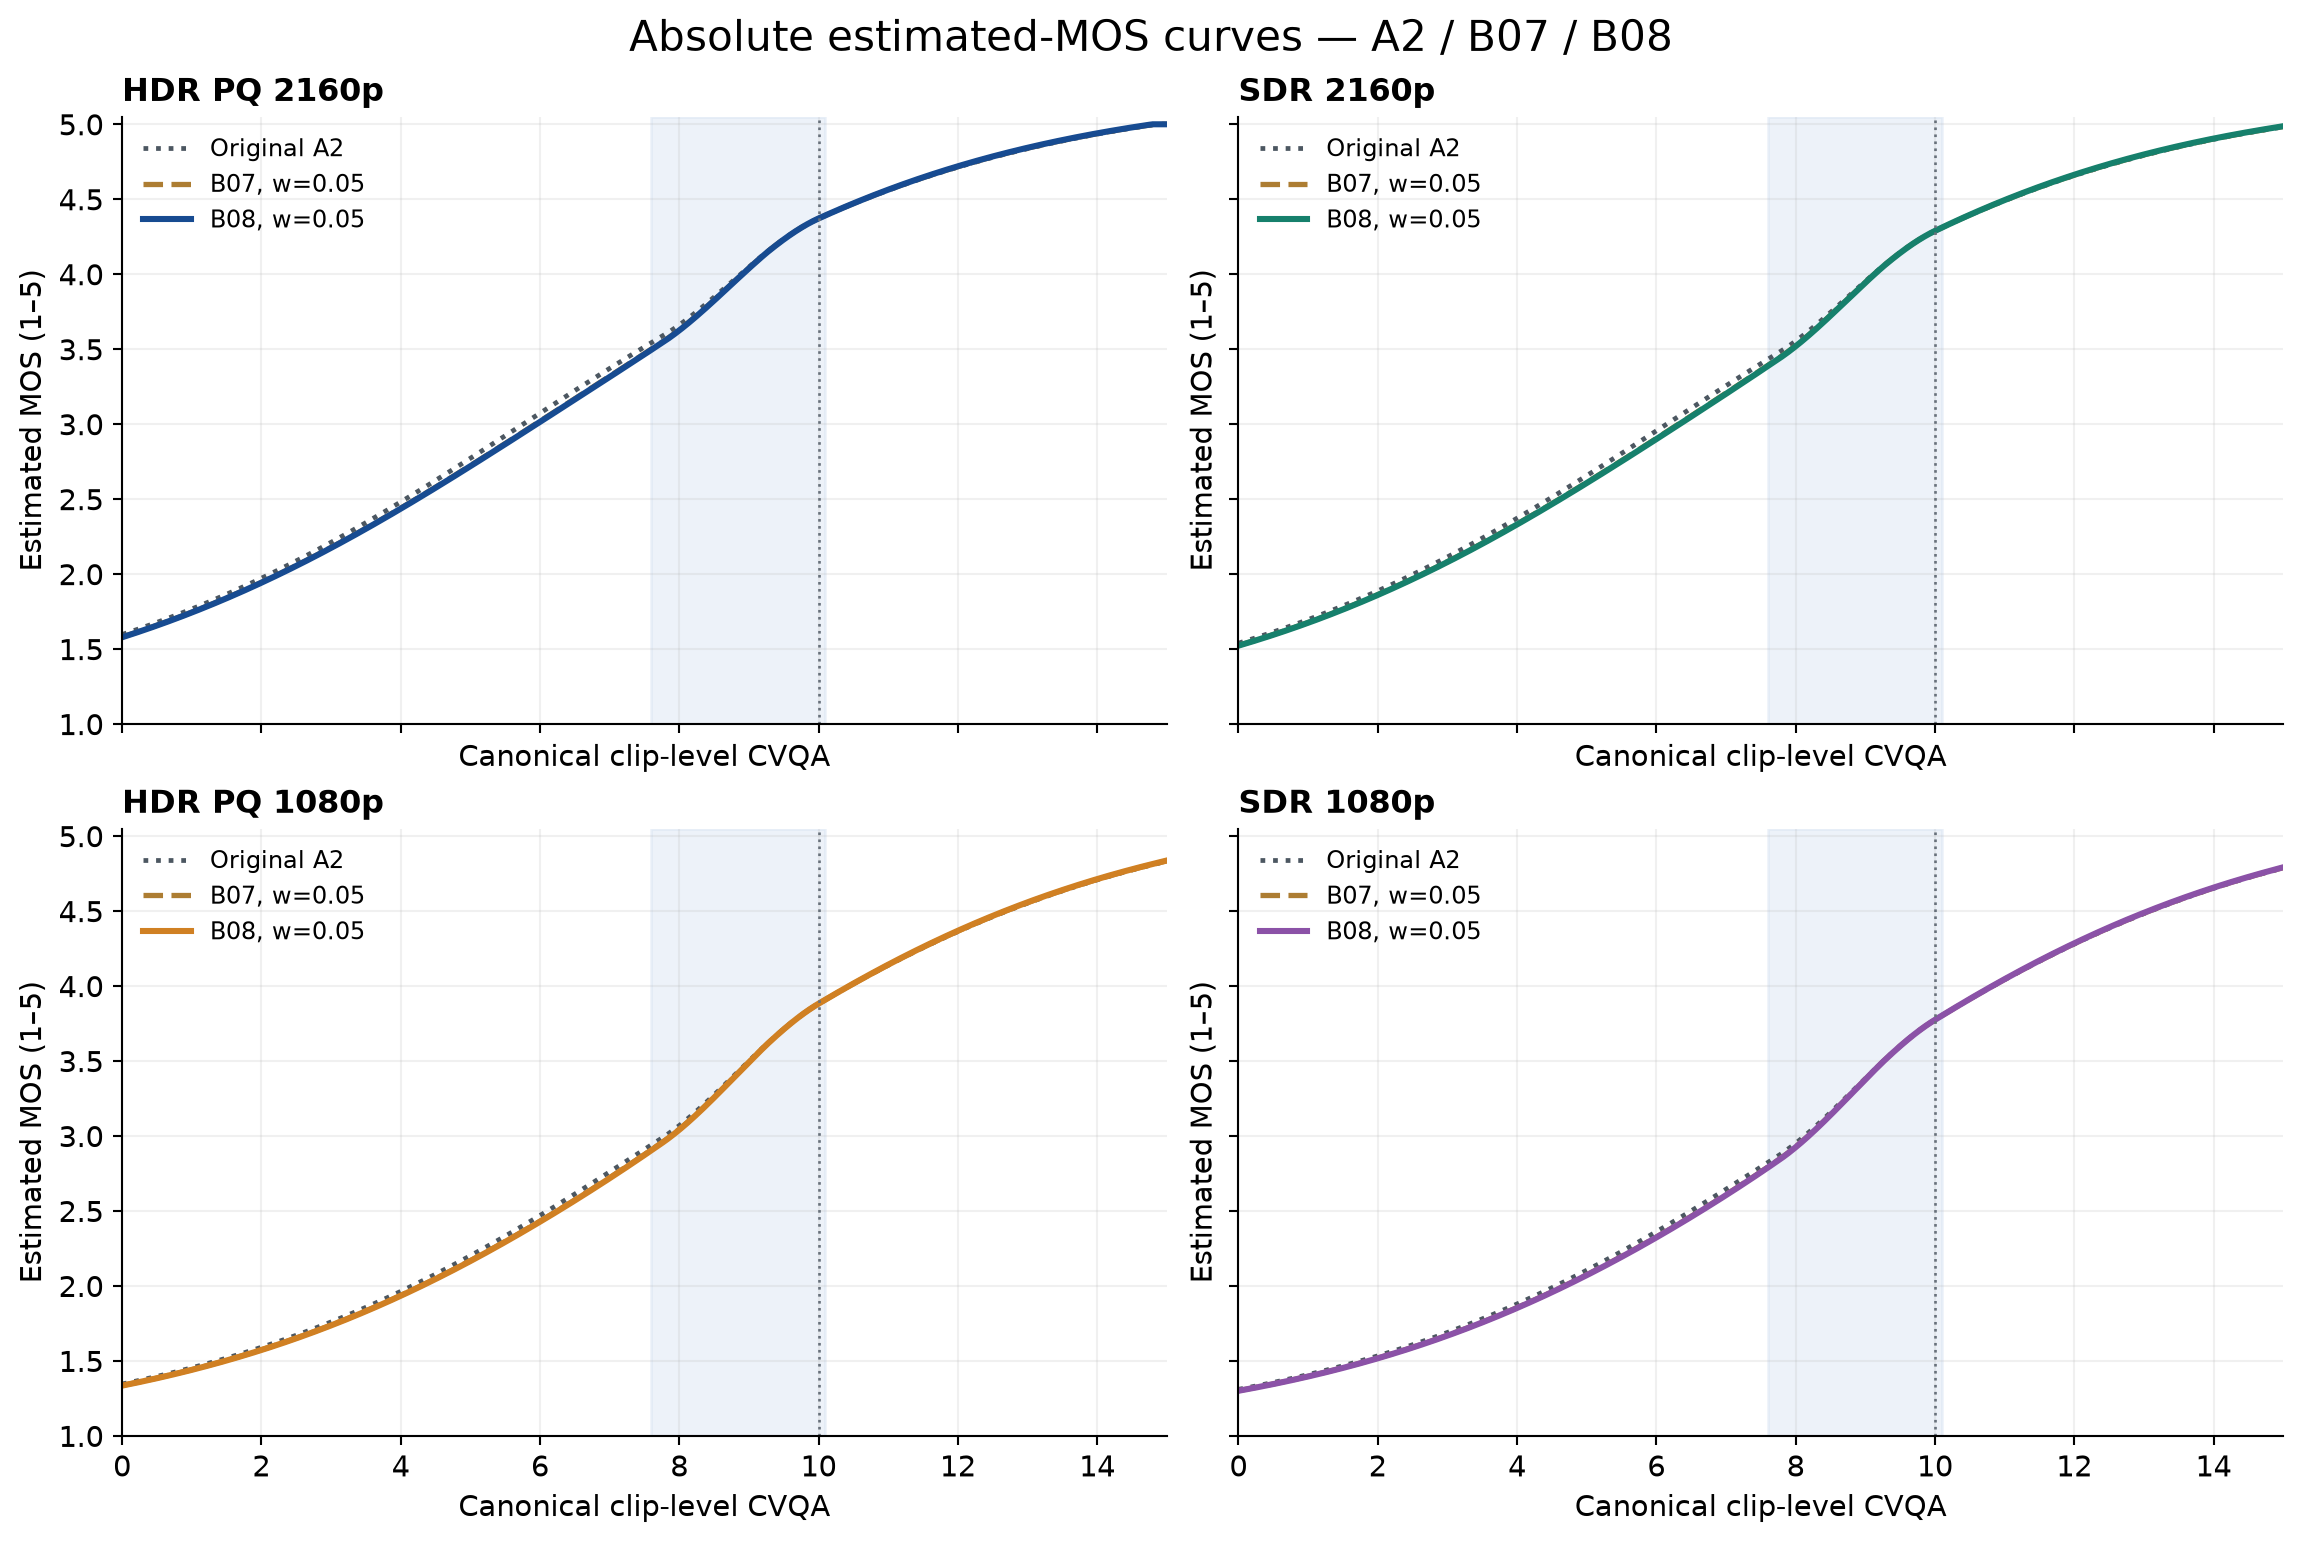 Absolute estimated-MOS curves — A2 / B07 / B08
HDR PQ 2160p
Original A2
B07, w=0.05
B08, w=0.05
5.0
4.5
4.0
3.5
3.0
2.5
2.0
1.5
1.0
Estimated MOS (1–5)
Canonical clip-level CVQA
SDR 2160p
Original A2
B07, w=0.05
B08, w=0.05
Estimated MOS (1–5)
Canonical clip-level CVQA
HDR PQ 1080p
Original A2
B07, w=0.05
B08, w=0.05
5.0
4.5
4.0
3.5
3.0
2.5
2.0
1.5
1.0
Estimated MOS (1–5)
0 2 4 6 8 10 12 14
Canonical clip-level CVQA
SDR 1080p
Original A2
B07, w=0.05
B08, w=0.05
Estimated MOS (1–5)
0 2 4 6 8 10 12 14
Canonical clip-level CVQA